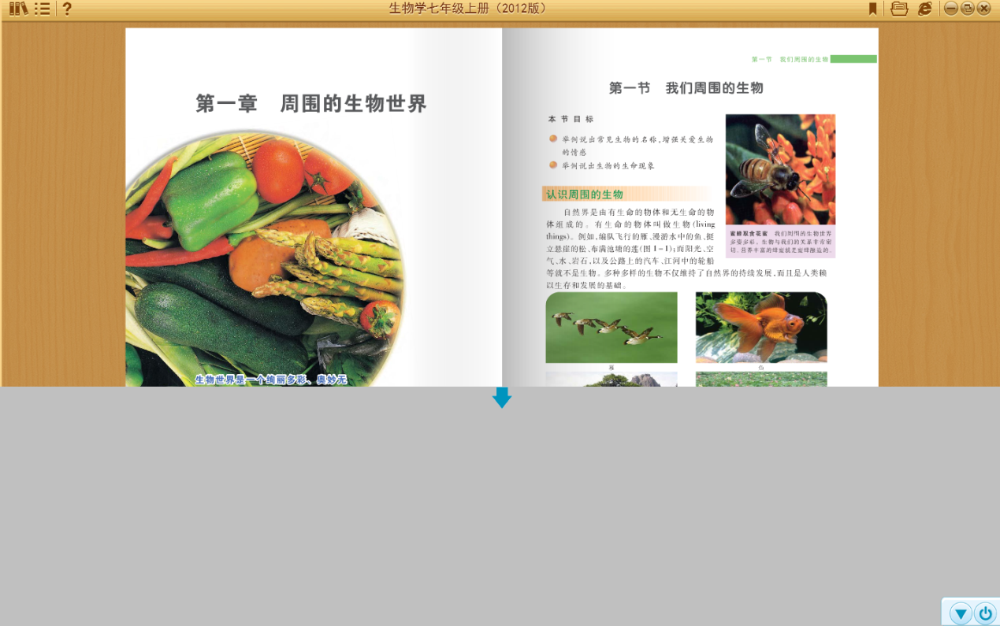 生物学七年级上册（2012版）
第一章　周围的生物世界
生物世界是一个绚丽多彩、奥妙无
第一节　我们周围的生物
第一节　我们周围的生物
本节目标
举例说出常见生物的名称,增强关爱生物
的情感
举例说出生物的生命现象
认识周围的生物
自然界是由有生命的物体和无生命的物
体组成的。有生命的物体叫做生物(living
things)。例如,编队飞行的雁、漫游水中的鱼、挺
立悬崖的松、布满池塘的莲(图1-1);而阳光、空
气、水、岩石,以及公路上的汽车、江河中的轮船
等就不是生物。多种多样的生物不仅维持了自然界的持续发展,而且是人类赖
以生存和发展的基础。
蜜蜂取食花蜜　我们周围的生物世界
多姿多彩。生物与我们的关系非常密
切,营养丰富的蜂蜜就是蜜蜂酿造的。
雁
鱼